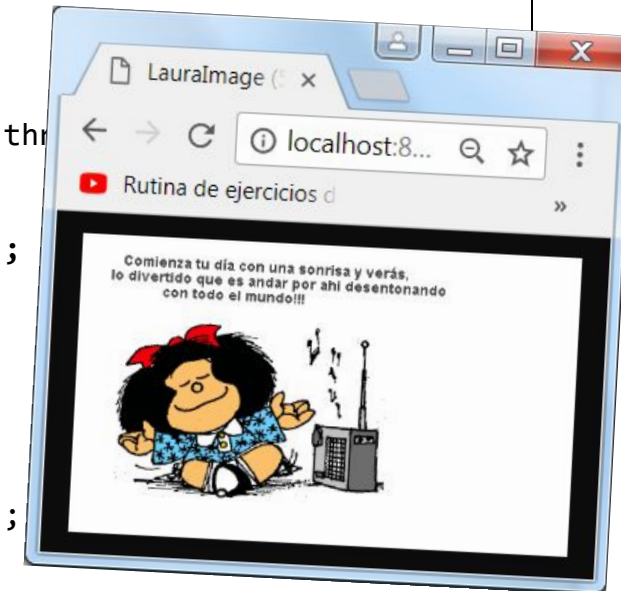 LauraImage (
thr
localhost:8...
Rutina de ejercicios d
;
Comienza tu día con una sonrisa y verás,
lo divertido que es andar por ahi desentonando
con todo el mundo!!!
;